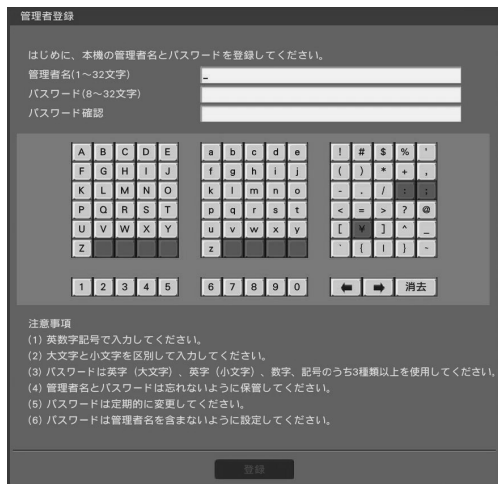 管理者登録
はじめに、本機の管理者名とパスワードを登録してください。
管理者名(1～32文字)
_
パスワード(8～32文字)
パスワード確認
A B C D E a b c d e ! # $ % '
F G H I J f g h i j ( ) * + ,
K L M N O k l m n o - . / : ;
P Q R S T p q r s t < = > ? @
U V W X Y u v w x y [ ¥ ] ^ _
Z z ` { | } ~
1 2 3 4 5 6 7 8 9 0 ← → 消去
注意事項
(1) 英数字記号で入力してください。
(2) 大文字と小文字を区別して入力してください。
(3) パスワードは英字（大文字）、英字（小文字）、数字、記号のうち3種類以上を使用してください。
(4) 管理者名とパスワードは忘れないように保管してください。
(5) パスワードは定期的に変更してください。
(6) パスワードは管理者名を含まないように設定してください。
登録